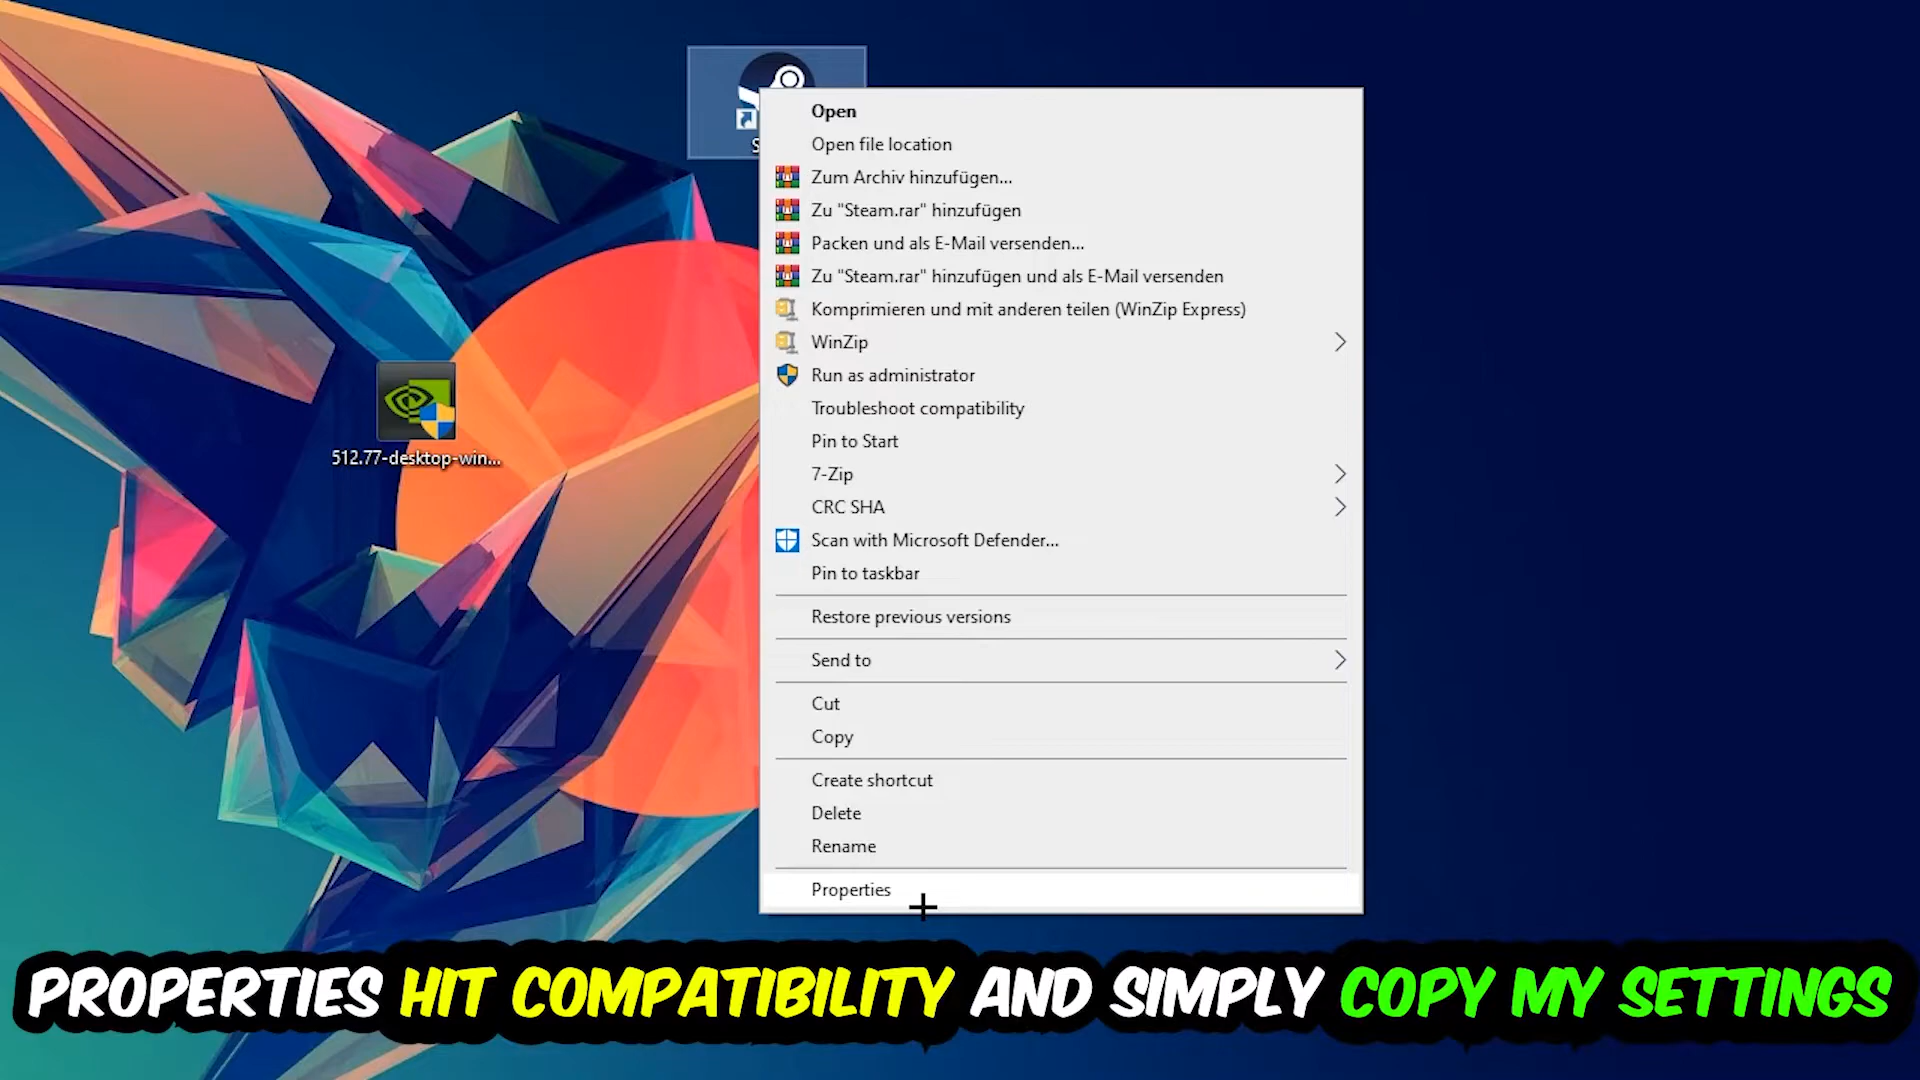 S
Open
Open file location
Zum Archiv hinzufügen...
Zu "Steam.rar" hinzufügen
Packen und als E-Mail versenden...
Zu "Steam.rar" hinzufügen und als E-Mail versenden
Komprimieren und mit anderen teilen (WinZip Express)
WinZip
Run as administrator
Troubleshoot compatibility
Pin to Start
7-Zip
CRC SHA
Scan with Microsoft Defender...
Pin to taskbar
Restore previous versions
Send to
Cut
Copy
Create shortcut
Delete
Rename
Properties
512.77-desktop-win...
PROPERTIES HIT COMPATIBILITY AND SIMPLY COPY MY SETTINGS